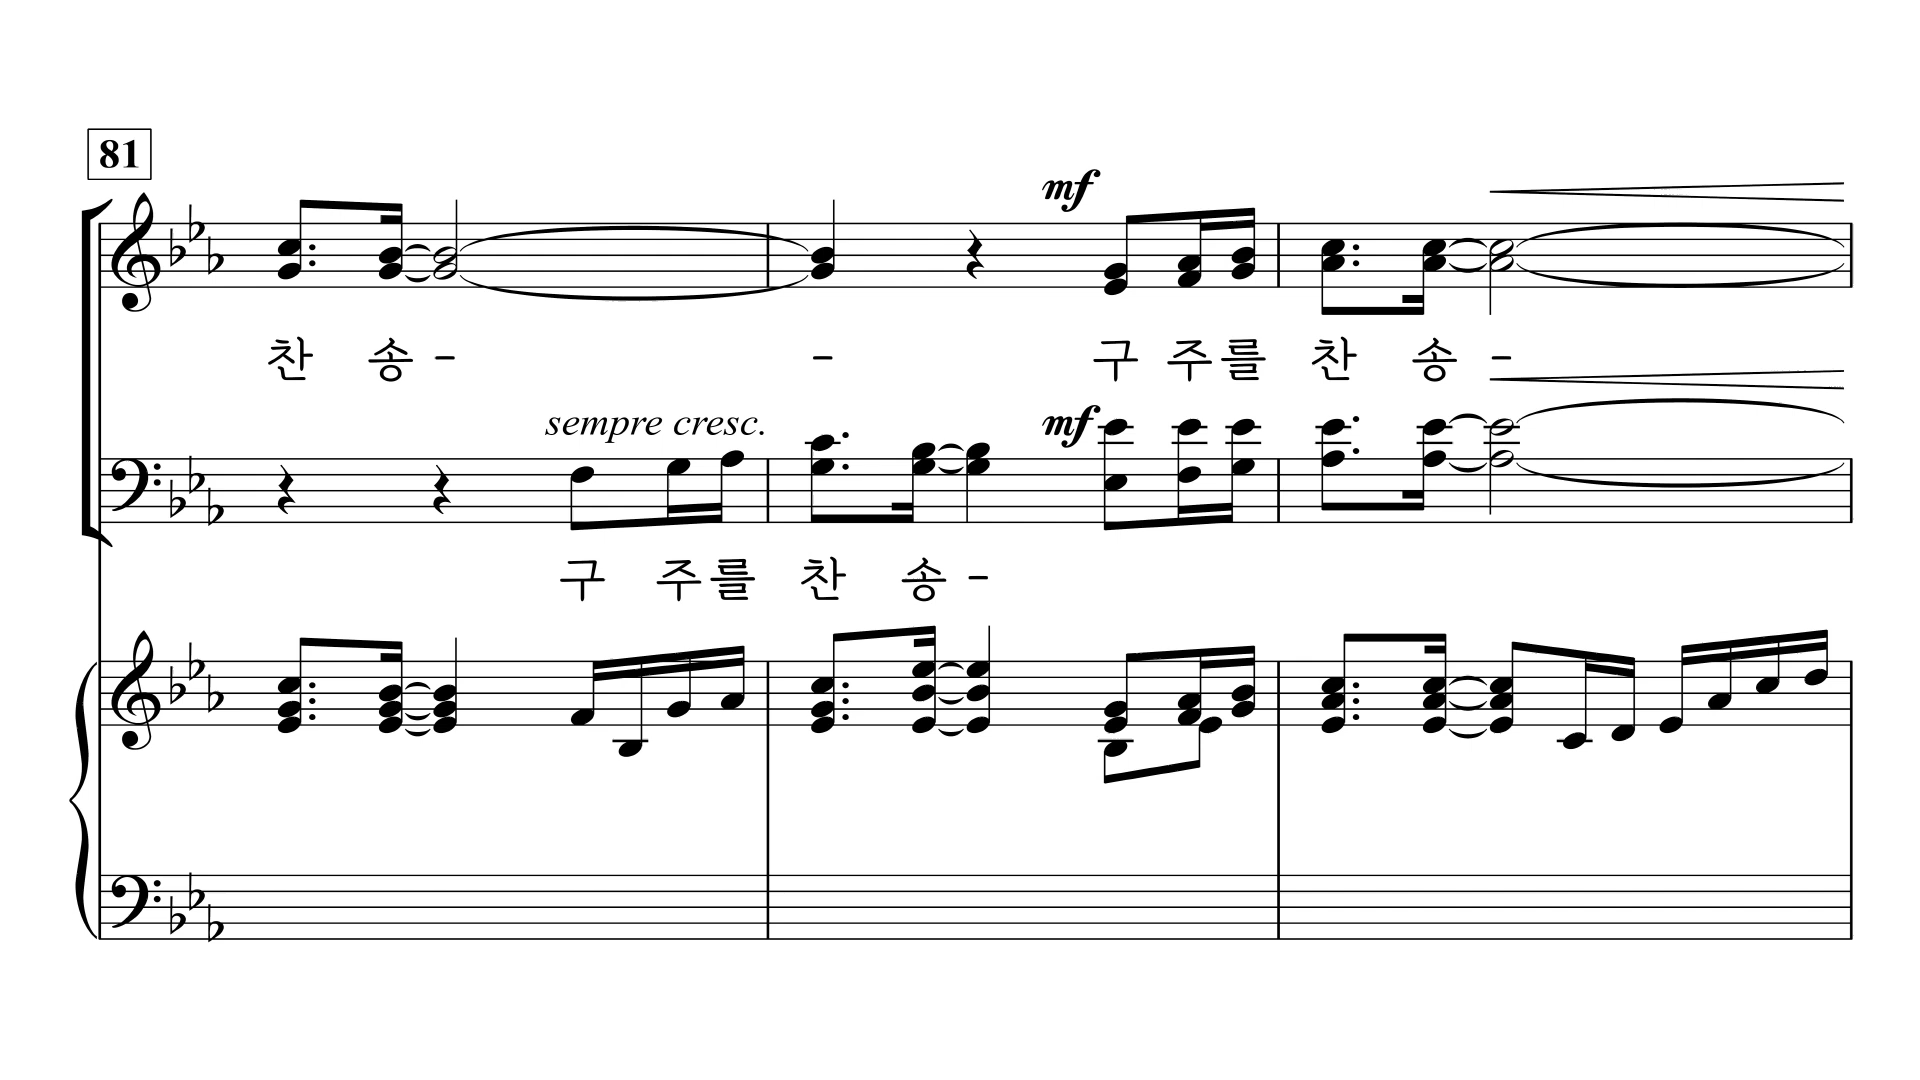 81
mf
찬 송 - - 구 주를 찬 송 -
sempre cresc. mf
구 주를 찬 송 -